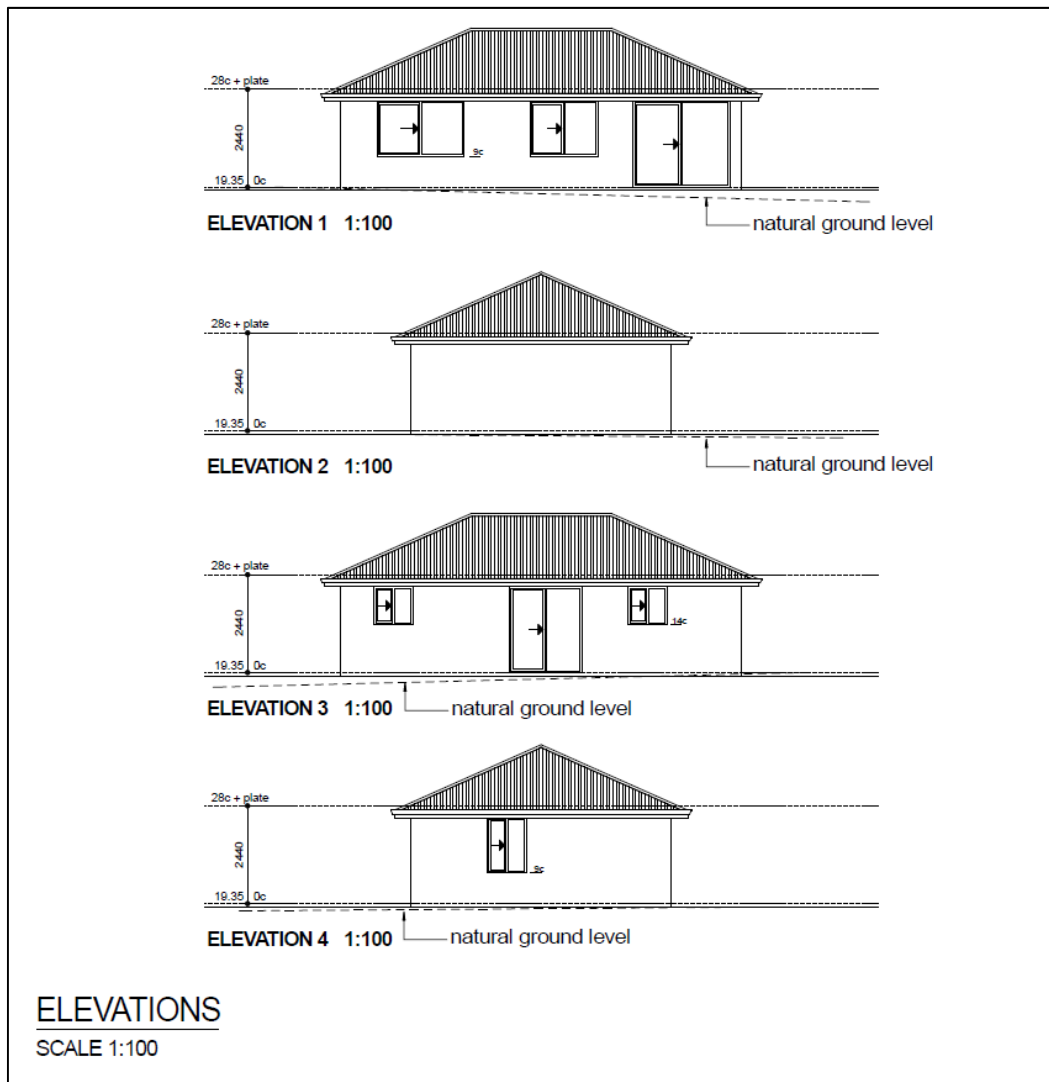 28c + plate
2440
9c
19.35 0c
ELEVATION 1 1:100
natural ground level
28c + plate
2440
19.35 0c
ELEVATION 2 1:100
natural ground level
28c + plate
2440
14c
19.35 0c
ELEVATION 3 1:100
natural ground level
28c + plate
2440
9c
19.35 0c
ELEVATION 4 1:100
natural ground level
ELEVATIONS
SCALE 1:100